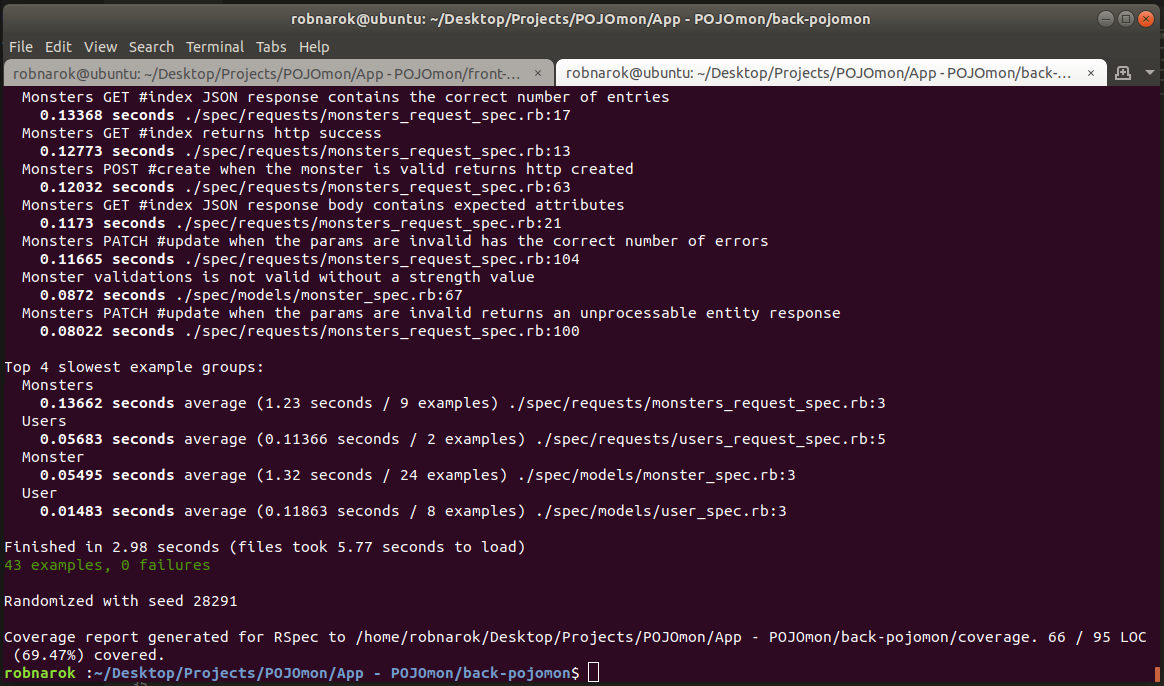 robnarok@ubuntu: ~/Desktop/Projects/POJOmon/App - POJOmon/back-pojomon
File Edit View Search Terminal Tabs Help
robnarok@ubuntu: ~/Desktop/Projects/POJOmon/App - POJOmon/front-... × robnarok@ubuntu: ~/Desktop/Projects/POJOmon/App - POJOmon/back-... ×
Monsters GET #index JSON response contains the correct number of entries
0.13368 seconds ./spec/requests/monsters_request_spec.rb:17
Monsters GET #index returns http success
0.12773 seconds ./spec/requests/monsters_request_spec.rb:13
Monsters POST #create when the monster is valid returns http created
0.12032 seconds ./spec/requests/monsters_request_spec.rb:63
Monsters GET #index JSON response body contains expected attributes
0.1173 seconds ./spec/requests/monsters_request_spec.rb:21
Monsters PATCH #update when the params are invalid has the correct number of errors
0.11665 seconds ./spec/requests/monsters_request_spec.rb:104
Monster validations is not valid without a strength value
0.0872 seconds ./spec/models/monster_spec.rb:67
Monsters PATCH #update when the params are invalid returns an unprocessable entity response
0.08022 seconds ./spec/requests/monsters_request_spec.rb:100
Top 4 slowest example groups:
Monsters
0.13662 seconds average (1.23 seconds / 9 examples) ./spec/requests/monsters_request_spec.rb:3
Users
0.05683 seconds average (0.11366 seconds / 2 examples) ./spec/requests/users_request_spec.rb:5
Monster
0.05495 seconds average (1.32 seconds / 24 examples) ./spec/models/monster_spec.rb:3
User
0.01483 seconds average (0.11863 seconds / 8 examples) ./spec/models/user_spec.rb:3
Finished in 2.98 seconds (files took 5.77 seconds to load)
43 examples, 0 failures
Randomized with seed 28291
Coverage report generated for RSpec to /home/robnarok/Desktop/Projects/POJOmon/App - POJOmon/back-pojomon/coverage. 66 / 95 LOC
(69.47%) covered.
robnarok :~/Desktop/Projects/POJOmon/App - POJOmon/back-pojomon$